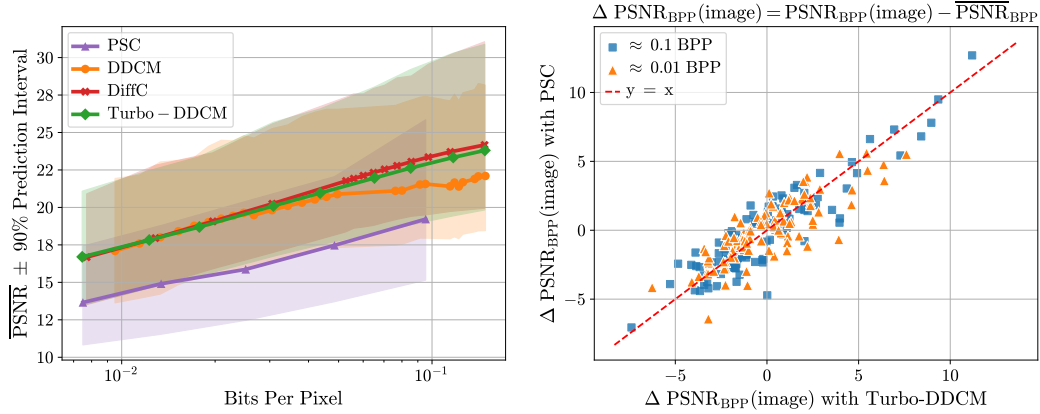 PSNR ± 90% Prediction Interval
30
28
25
22
20
18
15
12
10
PSC
DDCM
DiffC
Turbo − DDCM
10⁻²
10⁻¹
Bits Per Pixel
Δ PSNR_BPP(image) = PSNR_BPP(image) − P̅S̅N̅R̅_BPP
Δ PSNR_BPP(image) with PSC
10
5
0
−5
≈ 0.1 BPP
≈ 0.01 BPP
y = x
−5
0
5
10
Δ PSNR_BPP(image) with Turbo-DDCM